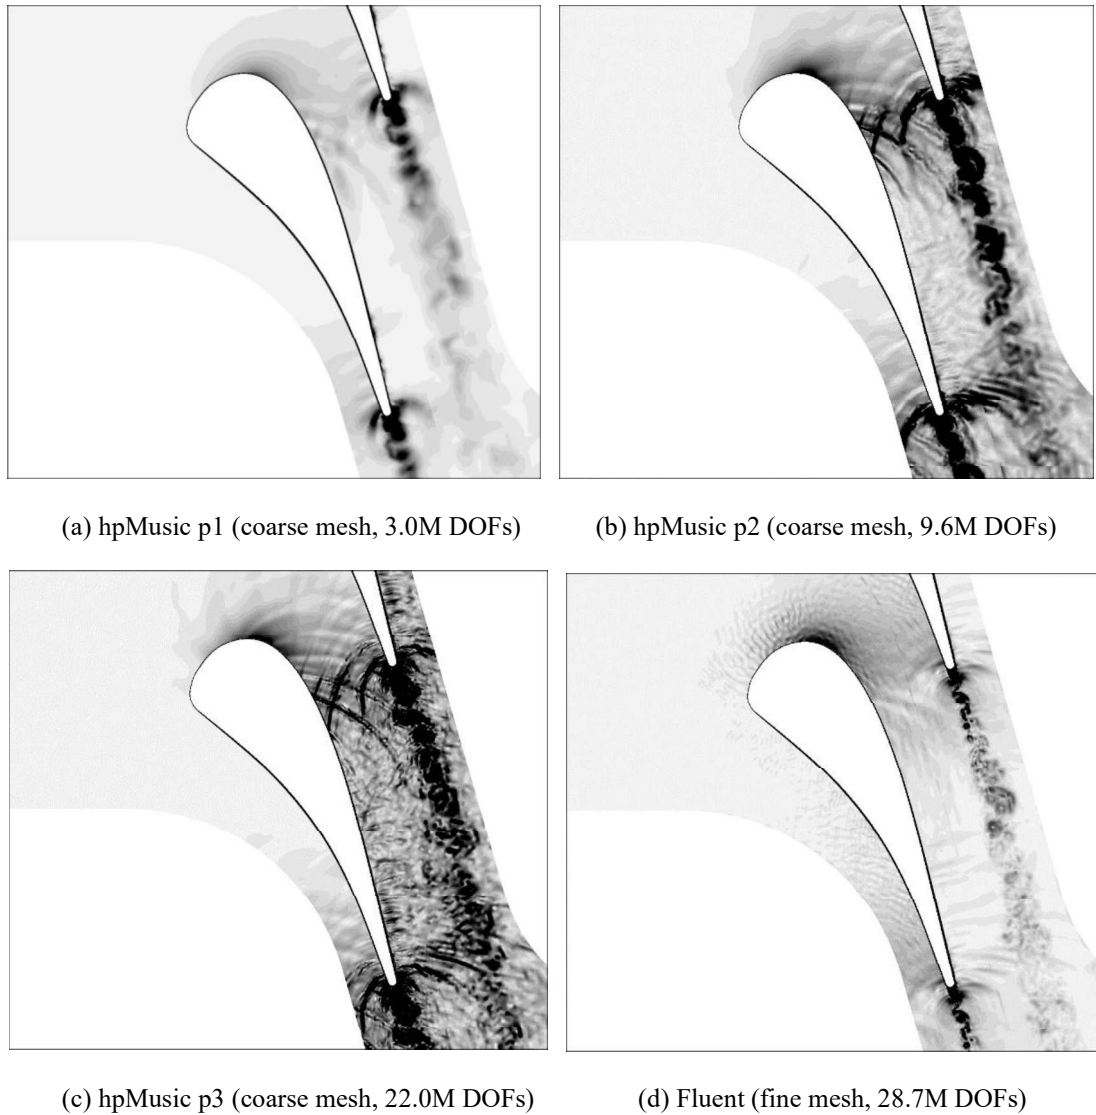 (a) hpMusic p1 (coarse mesh, 3.0M DOFs)
(b) hpMusic p2 (coarse mesh, 9.6M DOFs)
(c) hpMusic p3 (coarse mesh, 22.0M DOFs)
(d) Fluent (fine mesh, 28.7M DOFs)